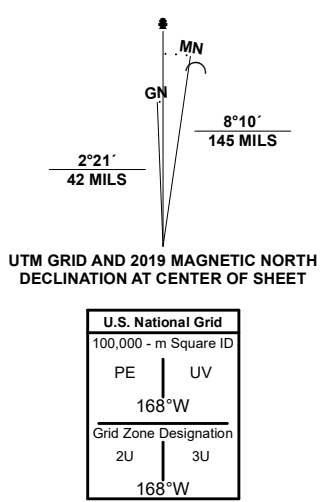 MN
GN
8°10´
145 MILS
2°21´
42 MILS
UTM GRID AND 2019 MAGNETIC NORTH
DECLINATION AT CENTER OF SHEET
U.S. National Grid
100,000 - m Square ID
PE UV
168°W
Grid Zone Designation
2U 3U
168°W